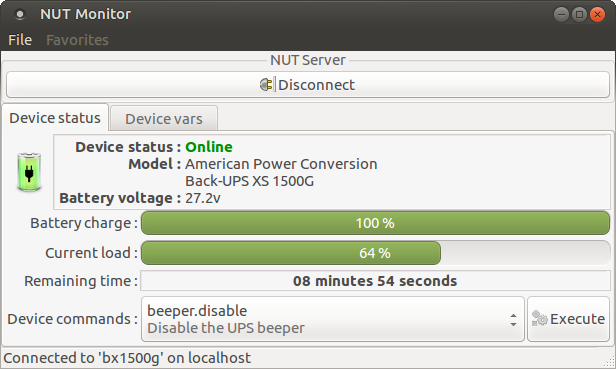 NUT Monitor
File Favorites
NUT Server
Disconnect
Device status Device vars
Device status : Online
Model : American Power Conversion
Back-UPS XS 1500G
Battery voltage : 27.2v
Battery charge : 100 %
Current load : 64 %
Remaining time : 08 minutes 54 seconds
Device commands : beeper.disable
Disable the UPS beeper
Execute
Connected to 'bx1500g' on localhost